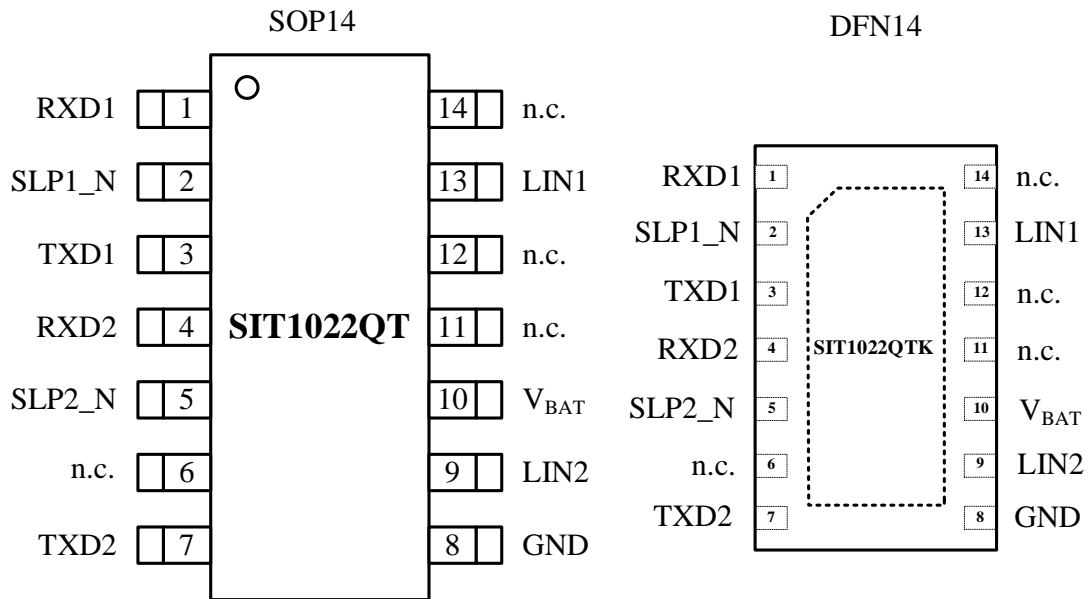 SOP14
RXD1 1 14 n.c.
SLP1_N 2 13 LIN1
TXD1 3 12 n.c.
RXD2 4 SIT1022QT 11 n.c.
SLP2_N 5 10 VBAT
n.c. 6 9 LIN2
TXD2 7 8 GND
DFN14
RXD1 1 14 n.c.
SLP1_N 2 13 LIN1
TXD1 3 12 n.c.
RXD2 4 SIT1022QTK 11 n.c.
SLP2_N 5 10 VBAT
n.c. 6 9 LIN2
TXD2 7 8 GND